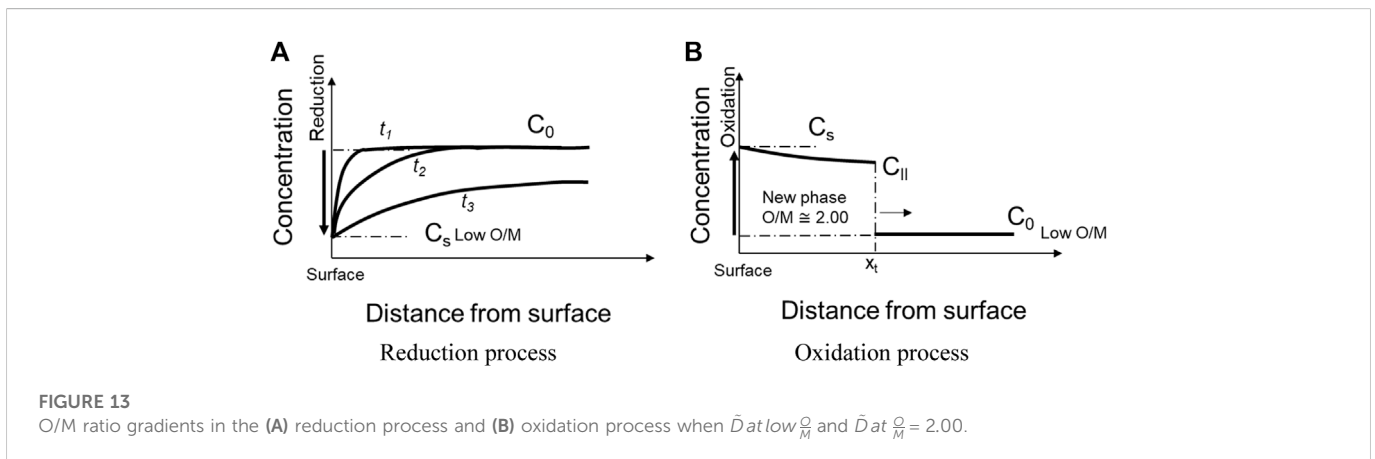 A
Concentration
Reduction
t1
C0
t2
t3
Cs Low O/M
Surface
Distance from surface
Reduction process
B
Concentration
Oxidation
Cs
CII
New phase
O/M ≅ 2.00
C0 Low O/M
Surface
xt
Distance from surface
Oxidation process
FIGURE 13
O/M ratio gradients in the (A) reduction process and (B) oxidation process when D̃ at low O/M and D̃ at O/M = 2.00.